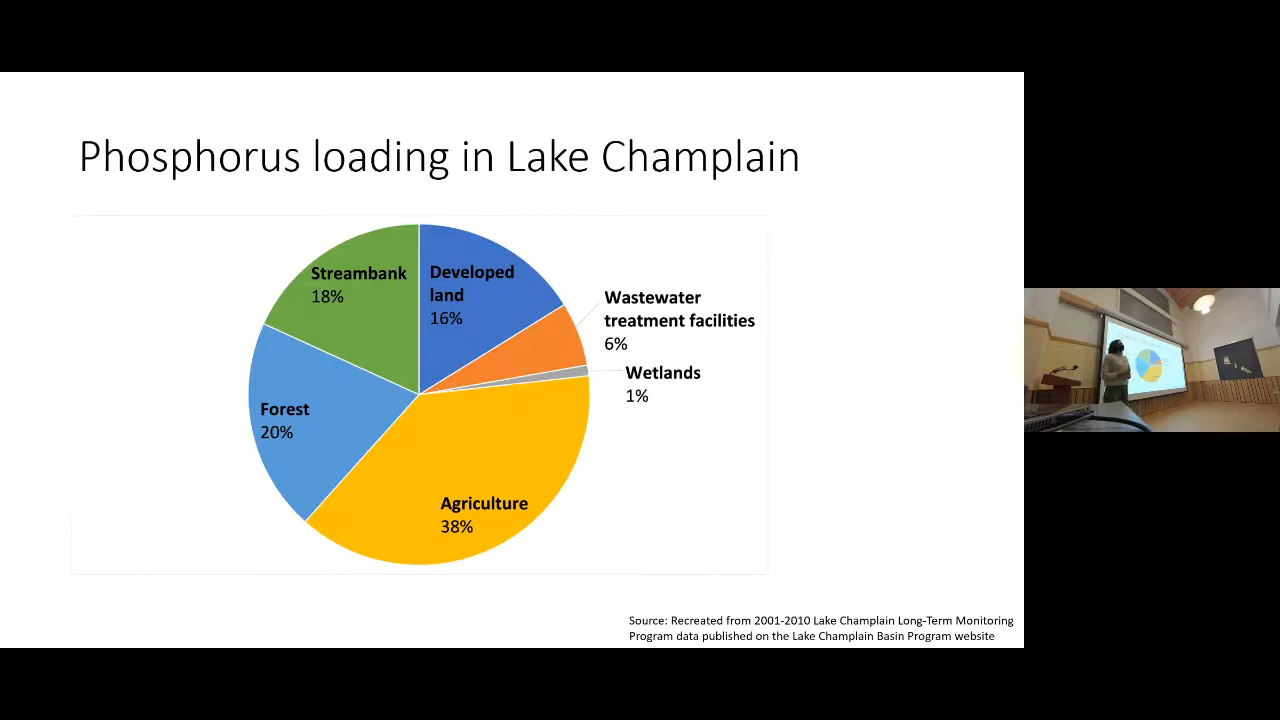 Phosphorus loading in Lake Champlain
Streambank
18%
Developed
land
16%
Wastewater
treatment facilities
6%
Wetlands
1%
Forest
20%
Agriculture
38%
Source: Recreated from 2001-2010 Lake Champlain Long-Term Monitoring
Program data published on the Lake Champlain Basin Program website